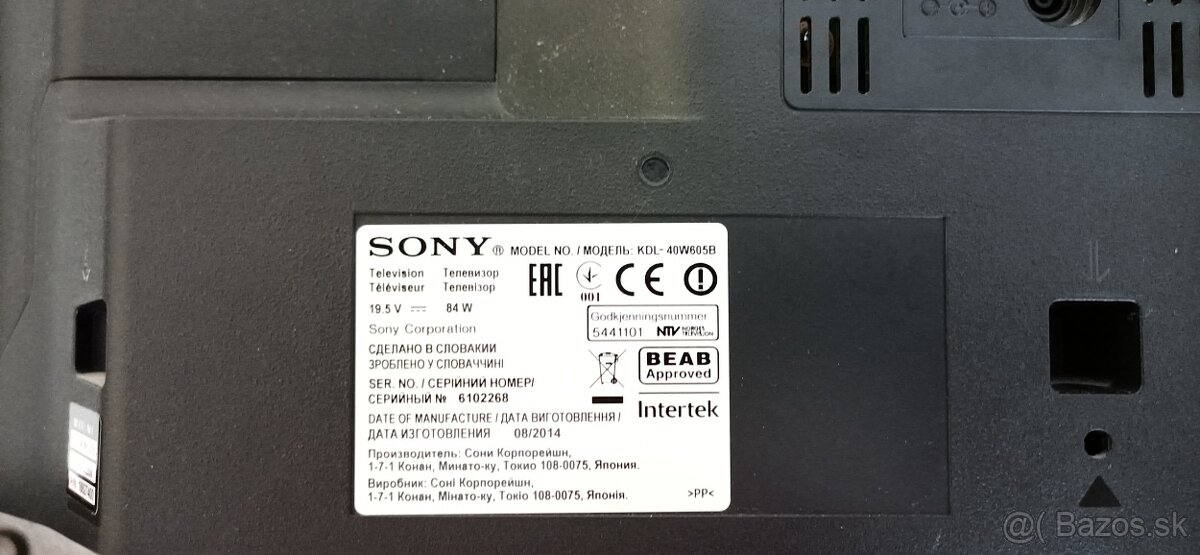 SONY® MODEL NO. / МОДЕЛЬ: KDL-40W605B
Television Телевизор
Téléviseur Телевізор
19.5 V 84 W
Sony Corporation
EAC
001
CE
Godkjenningsnummer
5441101 NTV NORGES TELEVISJON
BEAB
Approved
Intertek
СДЕЛАНО В СЛОВАКИИ
ЗРОБЛЕНО У СЛОВАЧЧИНІ
SER. NO. / СЕРІЙНИЙ НОМЕР/
СЕРИЙНЫЙ № 6102268
DATE OF MANUFACTURE / ДАТА ВИГОТОВЛЕННЯ /
ДАТА ИЗГОТОВЛЕНИЯ 08/2014
Производитель: Сони Корпорейшн,
1-7-1 Конан, Минато-ку, Токио 108-0075, Япония.
Виробник: Соні Корпорейшн,
1-7-1 Конан, Мінато-ку, Токіо 108-0075, Японія.
>PP<
@( Bazos.sk